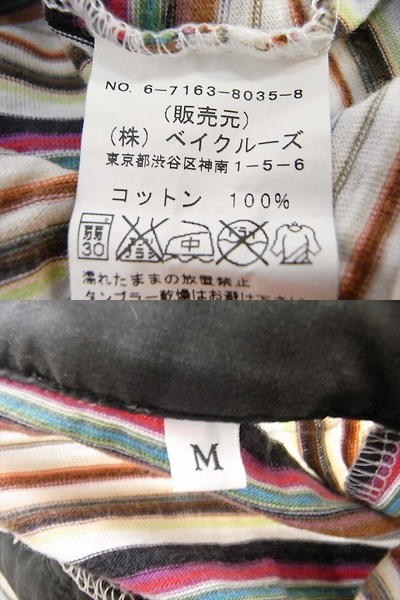 NO. 6-7163-8035-8
(販売元)
(株) ベイクルーズ
東京都渋谷区神南1-5-6
コットン 100%
弱
30
中
ドライ
濡れたままの放置禁止
タンブラー乾燥はお避け下さい
M